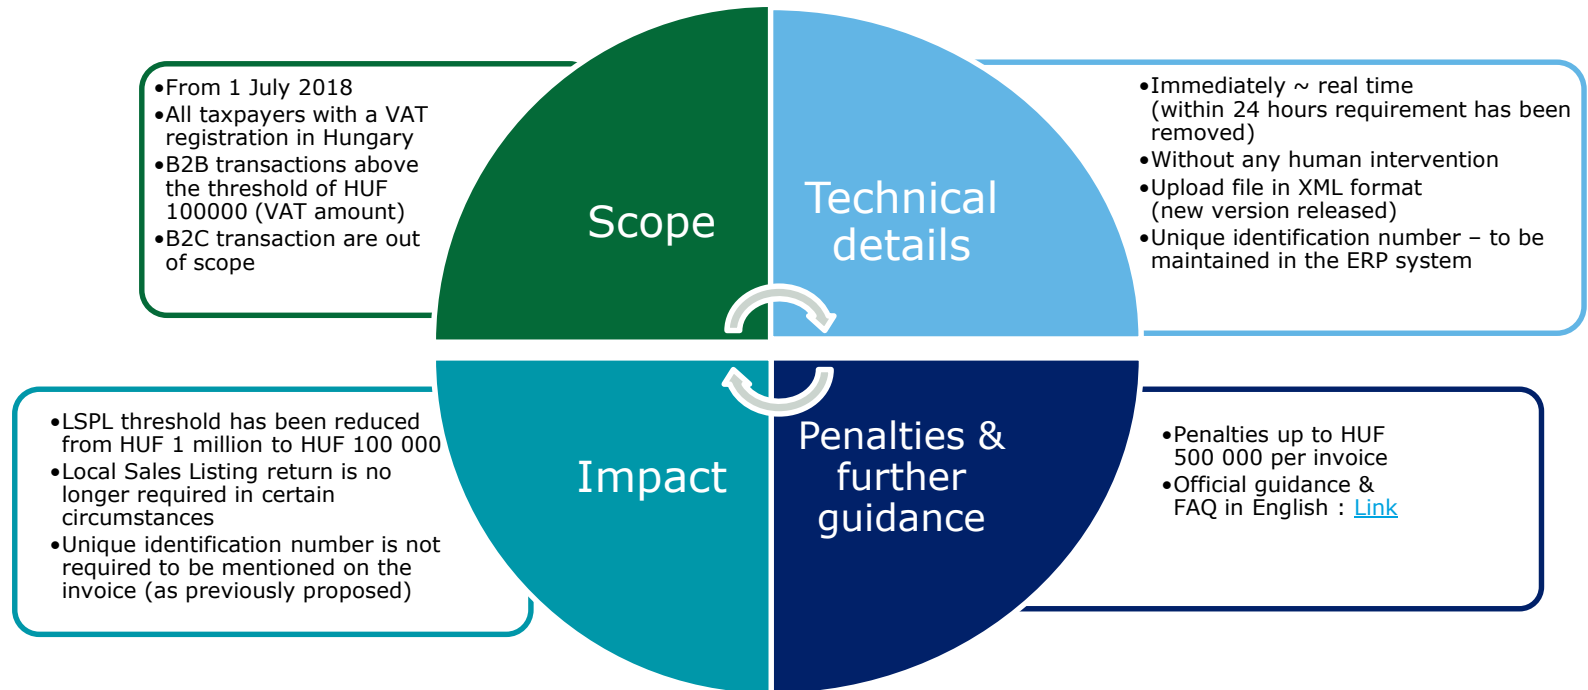 •From 1 July 2018
•All taxpayers with a VAT
registration in Hungary
•B2B transactions above
the threshold of HUF
100000 (VAT amount)
•B2C transaction are out
of scope
Scope
Technical
details
•Immediately ~ real time
(within 24 hours requirement has been
removed)
•Without any human intervention
•Upload file in XML format
(new version released)
•Unique identification number – to be
maintained in the ERP system
•LSPL threshold has been reduced
from HUF 1 million to HUF 100 000
•Local Sales Listing return is no
longer required in certain
circumstances
•Unique identification number is not
required to be mentioned on the
invoice (as previously proposed)
Impact
Penalties &
further
guidance
•Penalties up to HUF
500 000 per invoice
•Official guidance &
FAQ in English : Link